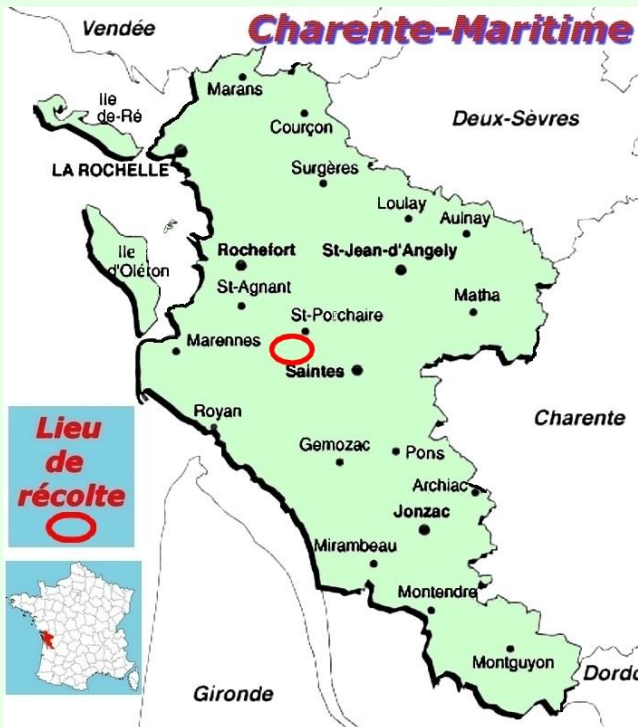 Vendée
Charente-Maritime
Marans
Ile
de-Ré
Courçon
Deux-Sèvres
LA ROCHELLE
Surgères
Loulay
Aulnay
Ile
d'Oléron
Rochefort
St-Jean-d'Angely
St-Agnant
Matha
St-Porchaire
Marennes
Saintes
Royan
Charente
Lieu
de
récolte
Gemozac
Pons
Archiac
Jonzac
Mirambeau
Montendre
Montguyon
Dordo
Gironde